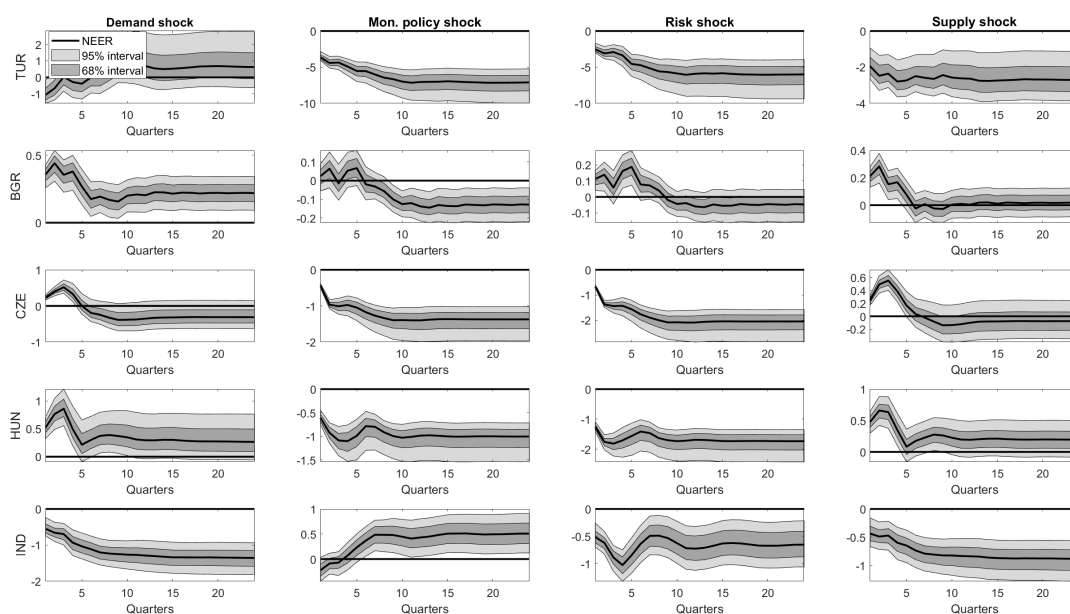 Demand shock
Mon. policy shock
Risk shock
Supply shock
NEER
95% interval
68% interval
TUR
2
1
0
-1
5 10 15 20
Quarters
0
-5
-10
5 10 15 20
Quarters
0
-5
-10
5 10 15 20
Quarters
0
-2
-4
5 10 15 20
Quarters
BGR
0.5
0
5 10 15 20
Quarters
0.1
0
-0.1
-0.2
5 10 15 20
Quarters
0.2
0.1
0
-0.1
5 10 15 20
Quarters
0.4
0.2
0
5 10 15 20
Quarters
CZE
1
0
-1
5 10 15 20
Quarters
0
-1
-2
5 10 15 20
Quarters
0
-1
-2
5 10 15 20
Quarters
0.6
0.4
0.2
0
-0.2
5 10 15 20
Quarters
HUN
1
0.5
0
5 10 15 20
Quarters
0
-0.5
-1
-1.5
5 10 15 20
Quarters
0
-1
-2
5 10 15 20
Quarters
1
0.5
0
5 10 15 20
Quarters
IND
0
-1
-2
5 10 15 20
Quarters
0.5
0
5 10 15 20
Quarters
0
-0.5
-1
5 10 15 20
Quarters
0
-0.5
-1
5 10 15 20
Quarters